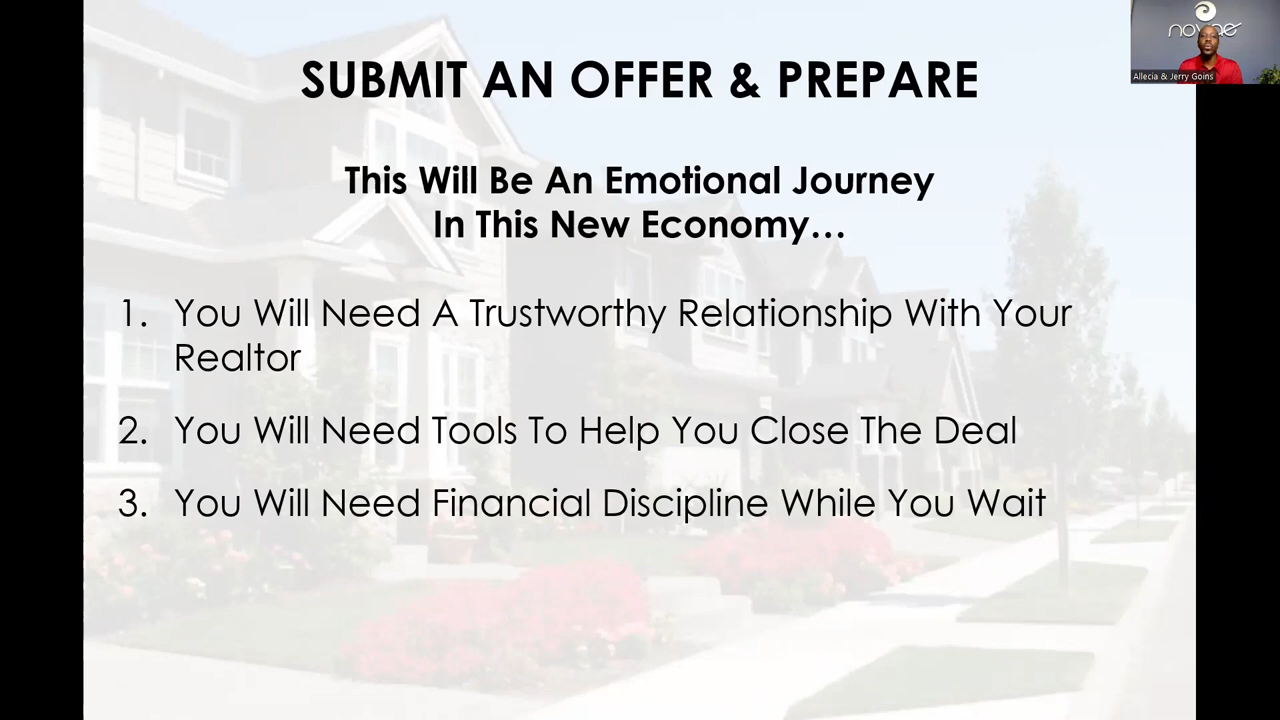 SUBMIT AN OFFER & PREPARE
This Will Be An Emotional Journey
In This New Economy…
1. You Will Need A Trustworthy Relationship With Your
Realtor
2. You Will Need Tools To Help You Close The Deal
3. You Will Need Financial Discipline While You Wait
Allecia & Jerry Goins